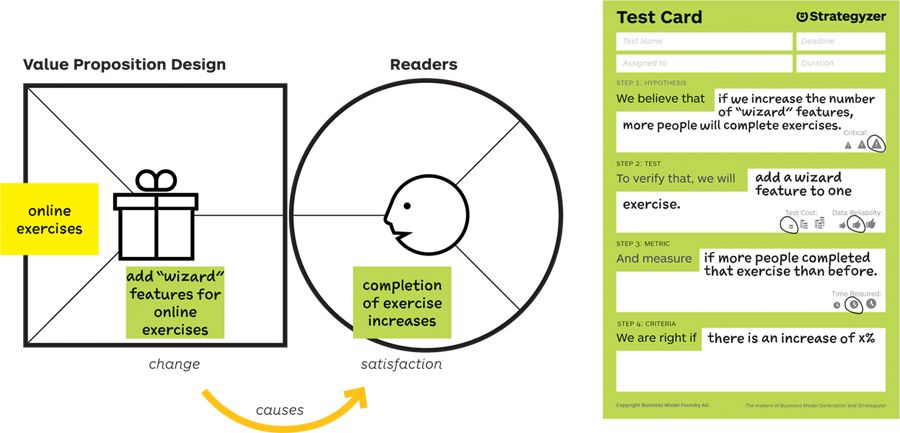 Value Proposition Design
Readers
online
exercises
add “wizard”
features for
online
exercises
completion
of exercise
increases
change
satisfaction
causes
Test Card
Strategyzer
Test Name
Deadline
Assigned to
Duration
STEP 1: HYPOTHESIS
We believe that if we increase the number
of “wizard” features,
more people will complete exercises.
Critical:
STEP 2: TEST
To verify that, we will add a wizard
feature to one
exercise.
Test Cost:
Data Reliability:
STEP 3: METRIC
And measure if more people completed
that exercise than before.
Time Required:
STEP 4: CRITERIA
We are right if there is an increase of x%
Copyright Business Model Foundry AG
The makers of Business Model Generation and Strategyzer